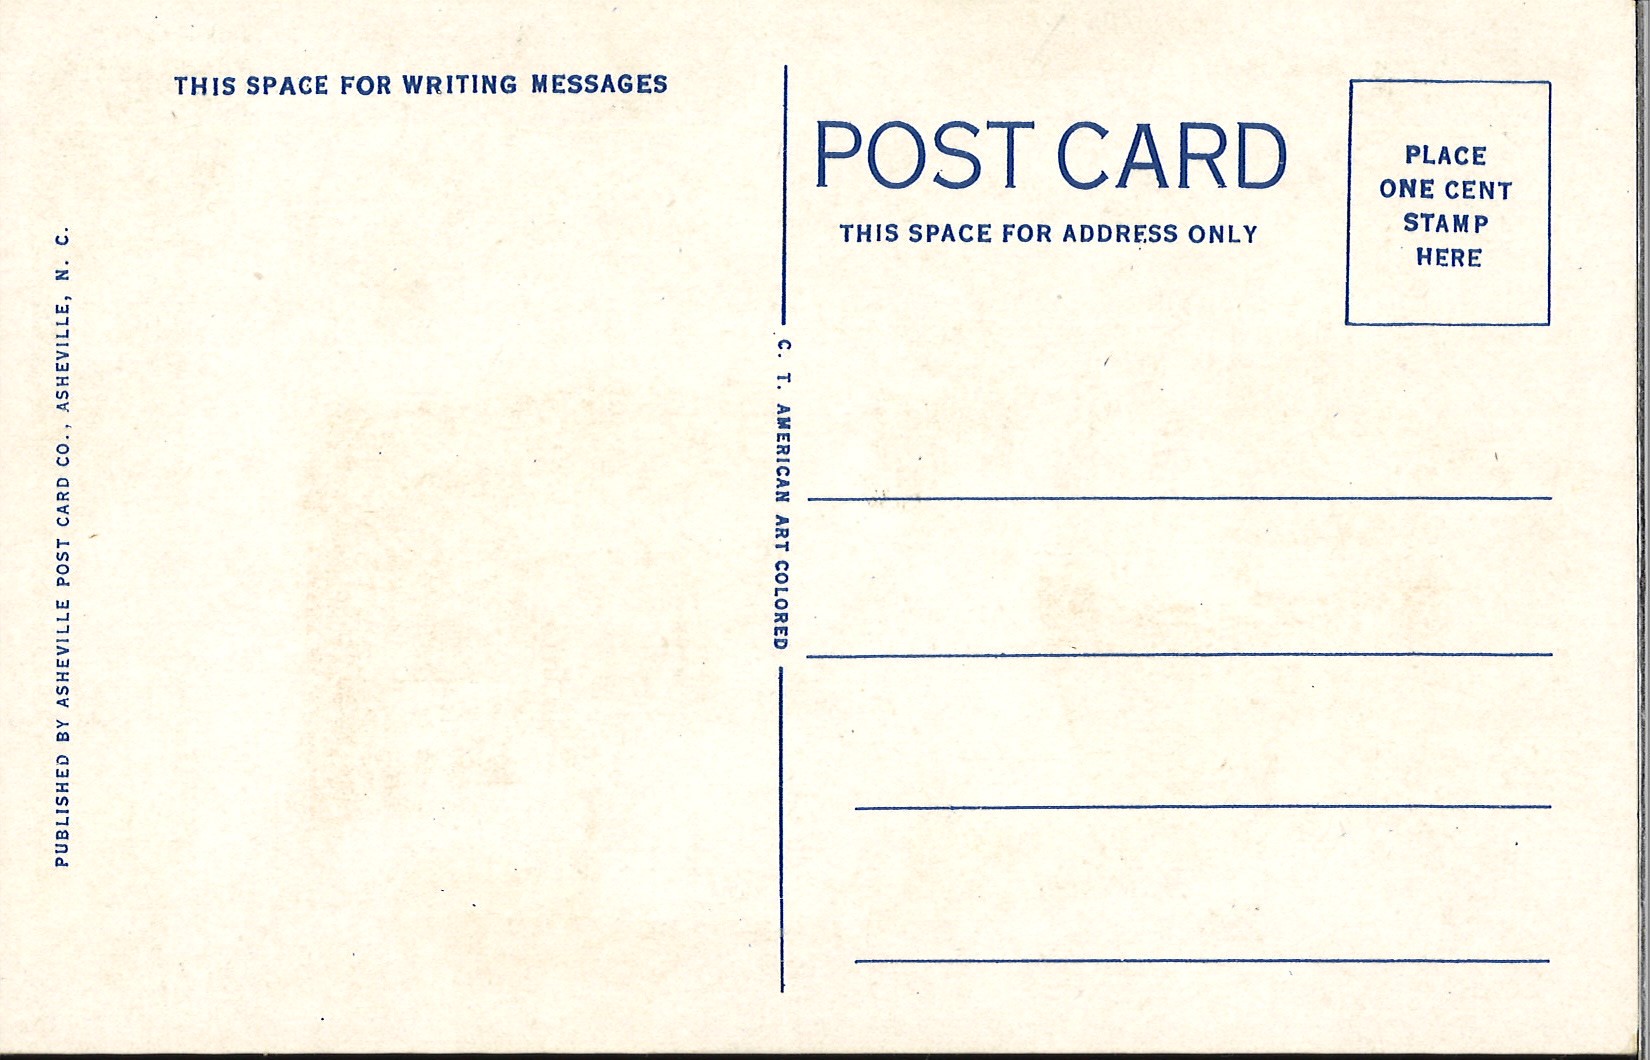 THIS SPACE FOR WRITING MESSAGES
PUBLISHED BY ASHEVILLE POST CARD CO., ASHEVILLE, N. C.
C. T. AMERICAN ART COLORED
POST CARD
THIS SPACE FOR ADDRESS ONLY
PLACE
ONE CENT
STAMP
HERE